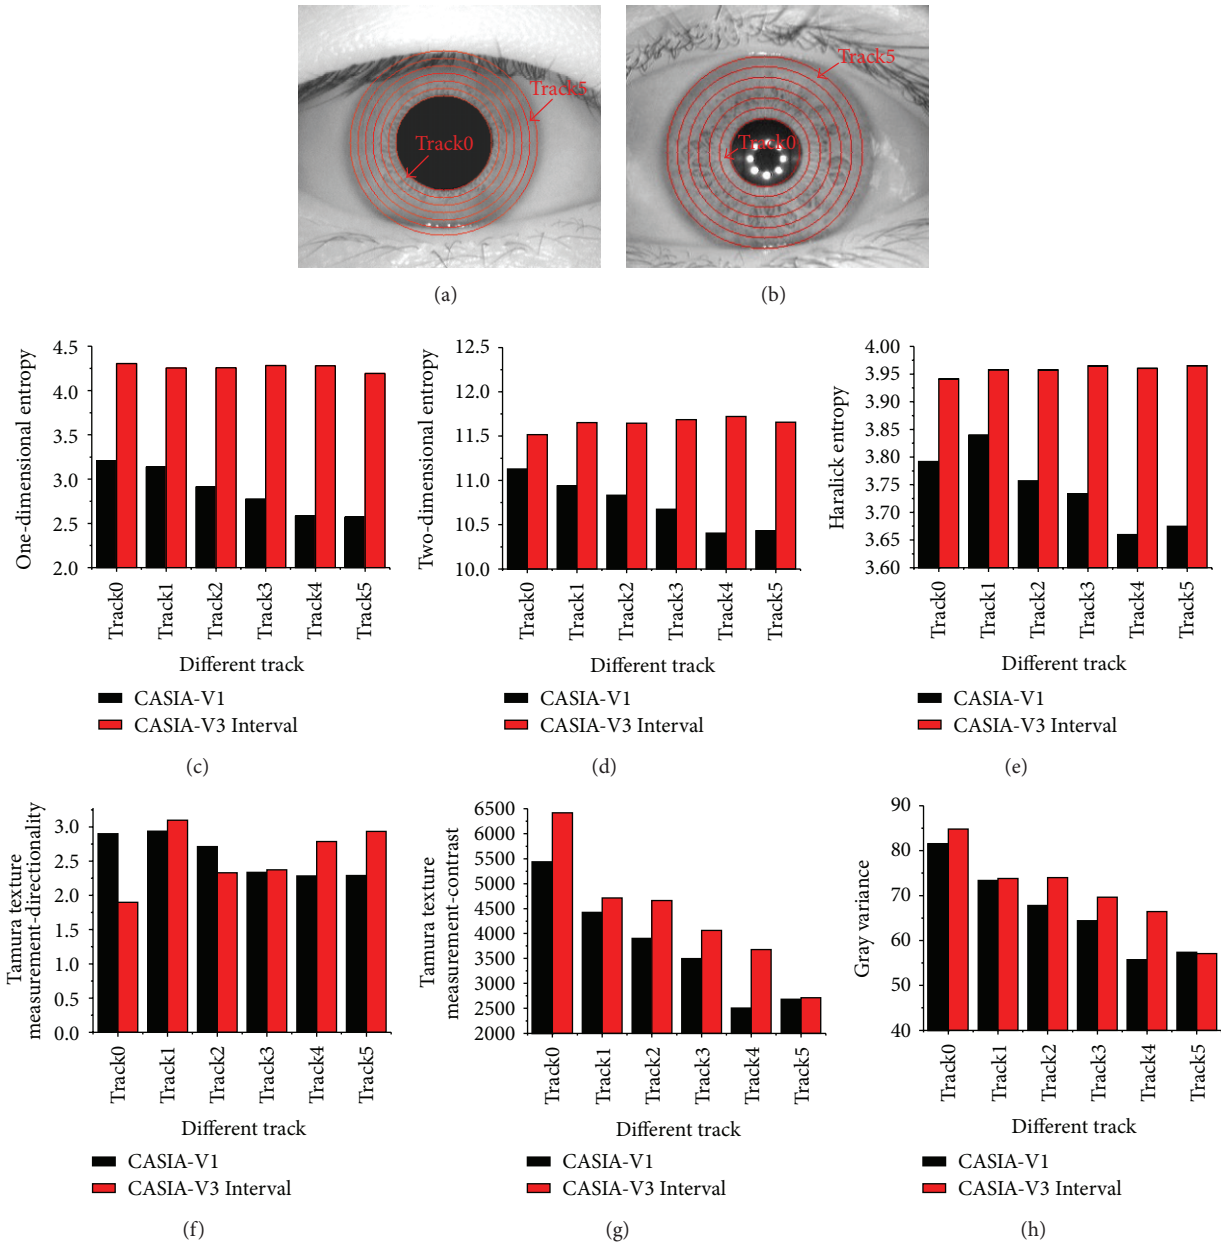 Track5
Track0
Track5
Track0
(a)
(b)
One-dimensional entropy
4.5
4.0
3.5
3.0
2.5
2.0
Track0
Track1
Track2
Track3
Track4
Track5
Different track
CASIA-V1
CASIA-V3 Interval
(c)
Two-dimensional entropy
12.5
12.0
11.5
11.0
10.5
10.0
Track0
Track1
Track2
Track3
Track4
Track5
Different track
CASIA-V1
CASIA-V3 Interval
(d)
Haralick entropy
4.00
3.95
3.90
3.85
3.80
3.75
3.70
3.65
3.60
Track0
Track1
Track2
Track3
Track4
Track5
Different track
CASIA-V1
CASIA-V3 Interval
(e)
Tamura texture
measurement-directionality
3.0
2.5
2.0
1.5
1.0
0.5
0.0
Track0
Track1
Track2
Track3
Track4
Track5
Different track
CASIA-V1
CASIA-V3 Interval
(f)
Tamura texture
measurement-contrast
6500
6000
5500
5000
4500
4000
3500
3000
2500
2000
Track0
Track1
Track2
Track3
Track4
Track5
Different track
CASIA-V1
CASIA-V3 Interval
(g)
Gray variance
90
80
70
60
50
40
Track0
Track1
Track2
Track3
Track4
Track5
Different track
CASIA-V1
CASIA-V3 Interval
(h)